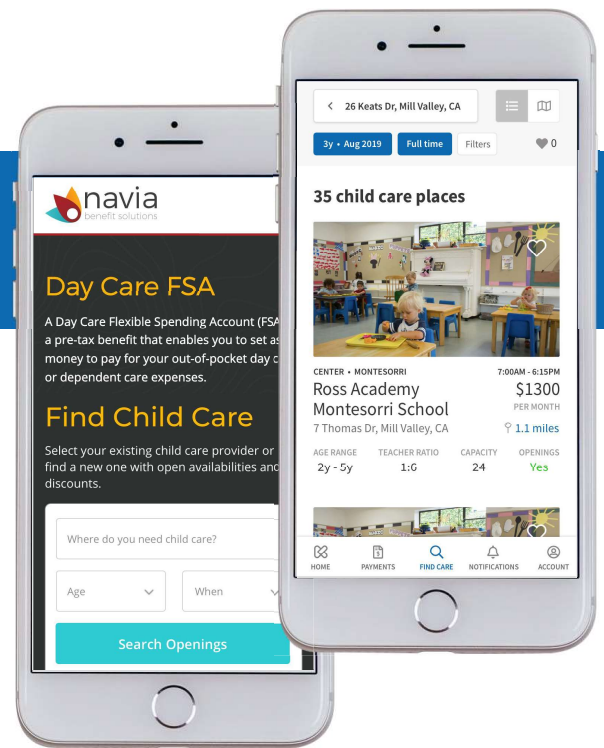 navia
benefit solutions
Day Care FSA
A Day Care Flexible Spending Account (FSA
a pre-tax benefit that enables you to set as
money to pay for your out-of-pocket day c
or dependent care expenses.
Find Child Care
Select your existing child care provider or
find a new one with open availabilities and
discounts.
Where do you need child care?
Age
When
Search Openings
26 Keats Dr, Mill Valley, CA
3y • Aug 2019
Full time
Filters
0
35 child care places
CENTER • MONTESORRI
7:00AM - 6:15PM
Ross Academy
Montesorri School
$1300
PER MONTH
7 Thomas Dr, Mill Valley, CA
1.1 miles
AGE RANGE
TEACHER RATIO
CAPACITY
OPENINGS
2y - 5y
1:6
24
Yes
HOME
PAYMENTS
FIND CARE
NOTIFICATIONS
ACCOUNT